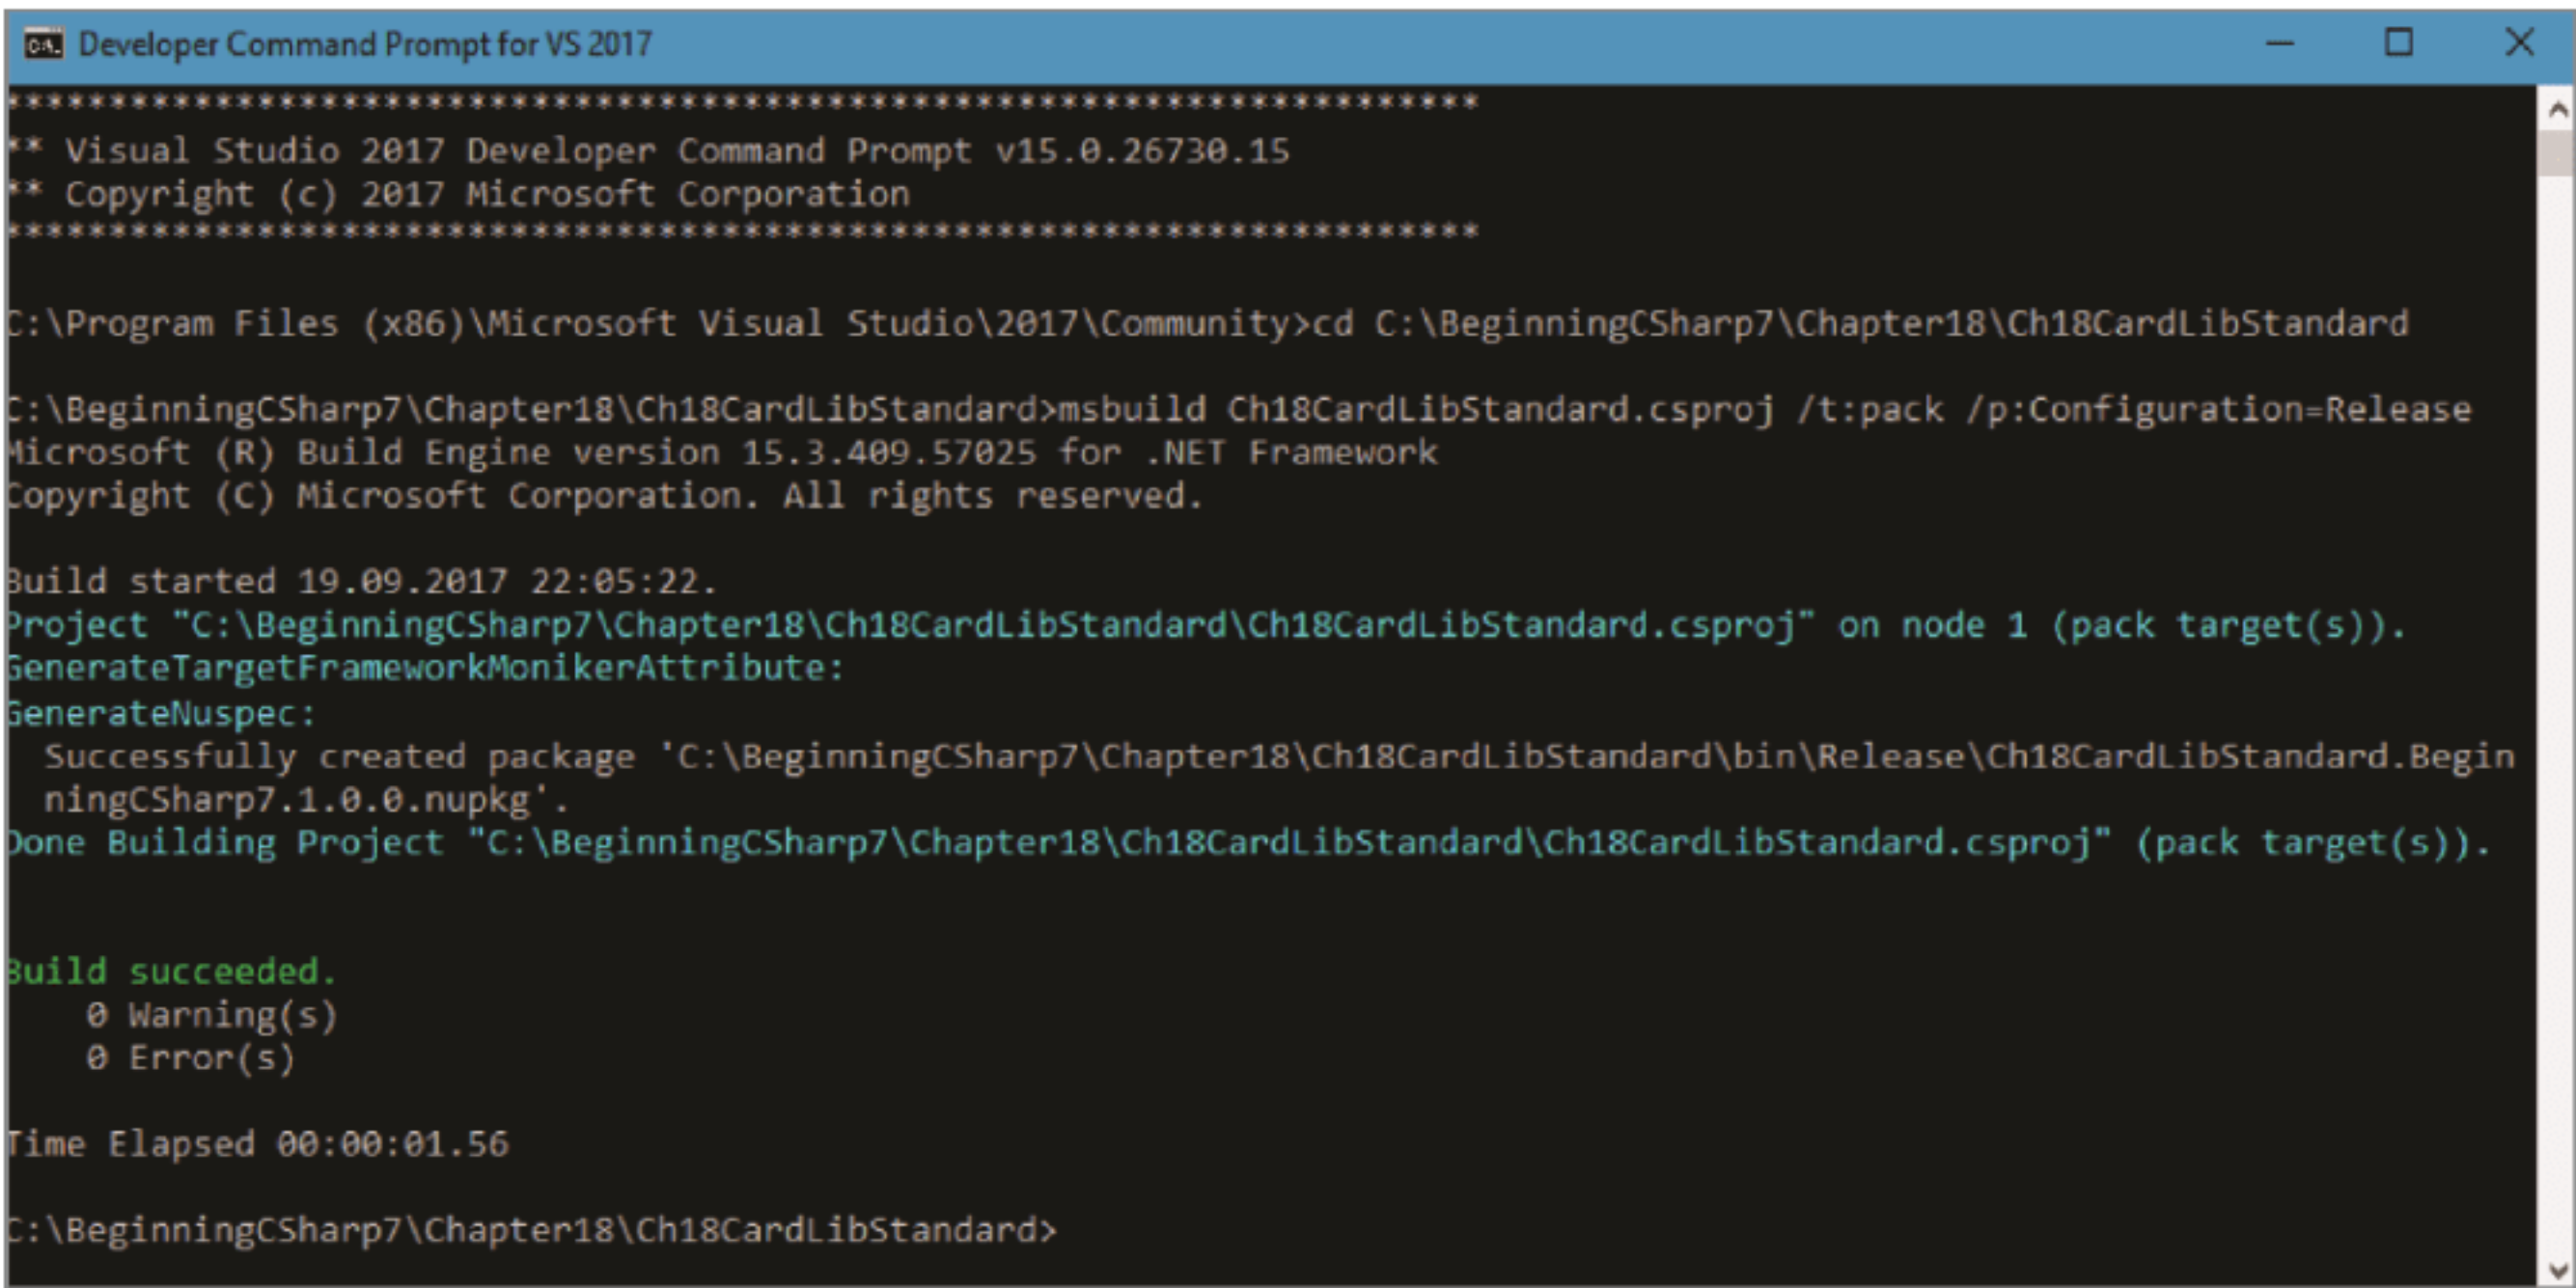 Developer Command Prompt for VS 2017
**********************************************************************
** Visual Studio 2017 Developer Command Prompt v15.0.26730.15
** Copyright (c) 2017 Microsoft Corporation
**********************************************************************
C:\Program Files (x86)\Microsoft Visual Studio\2017\Community>cd C:\BeginningCSharp7\Chapter18\Ch18CardLibStandard
C:\BeginningCSharp7\Chapter18\Ch18CardLibStandard>msbuild Ch18CardLibStandard.csproj /t:pack /p:Configuration=Release
Microsoft (R) Build Engine version 15.3.409.57025 for .NET Framework
Copyright (C) Microsoft Corporation. All rights reserved.
Build started 19.09.2017 22:05:22.
Project "C:\BeginningCSharp7\Chapter18\Ch18CardLibStandard\Ch18CardLibStandard.csproj" on node 1 (pack target(s)).
GenerateTargetFrameworkMonikerAttribute:
GenerateNuspec:
Successfully created package 'C:\BeginningCSharp7\Chapter18\Ch18CardLibStandard\bin\Release\Ch18CardLibStandard.Begin
ningCSharp7.1.0.0.nupkg'.
Done Building Project "C:\BeginningCSharp7\Chapter18\Ch18CardLibStandard\Ch18CardLibStandard.csproj" (pack target(s)).
Build succeeded.
0 Warning(s)
0 Error(s)
Time Elapsed 00:00:01.56
C:\BeginningCSharp7\Chapter18\Ch18CardLibStandard>